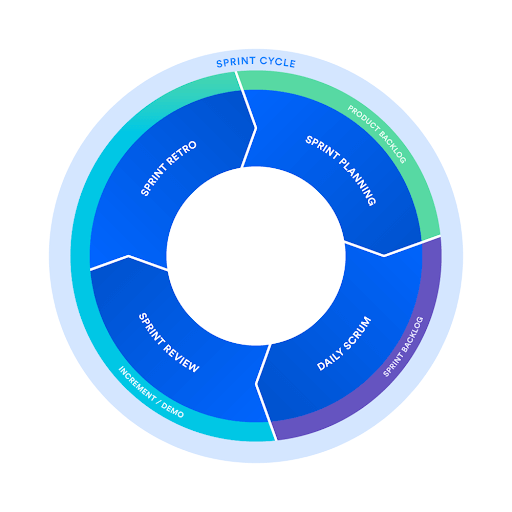 SPRINT CYCLE
PRODUCT BACKLOG
SPRINT PLANNING
SPRINT BACKLOG
DAILY SCRUM
INCREMENT / DEMO
SPRINT REVIEW
SPRINT RETRO